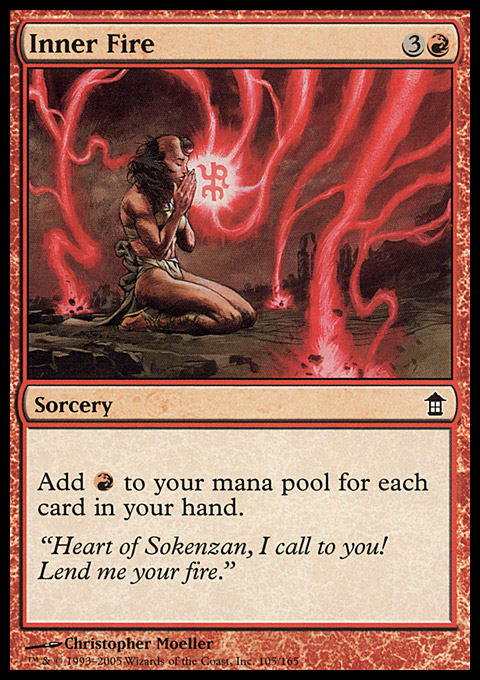 Inner Fire 3
Sorcery
Add to your mana pool for each
card in your hand.
“Heart of Sokenzan, I call to you!
Lend me your fire.”
Christopher Moeller
™ & © 1993–2005 Wizards of the Coast, Inc. 105/165